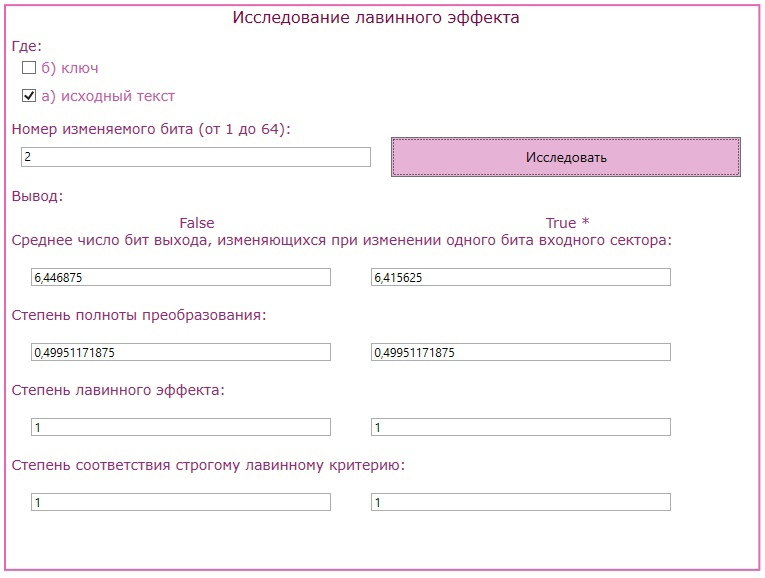 Исследование лавинного эффекта
Где:
б) ключ
а) исходный текст
Номер изменяемого бита (от 1 до 64):
2
Исследовать
Вывод:
False True *
Среднее число бит выхода, изменяющихся при изменении одного бита входного сектора:
6,446875 6,415625
Степень полноты преобразования:
0,49951171875 0,49951171875
Степень лавинного эффекта:
1 1
Степень соответствия строгому лавинному критерию:
1 1